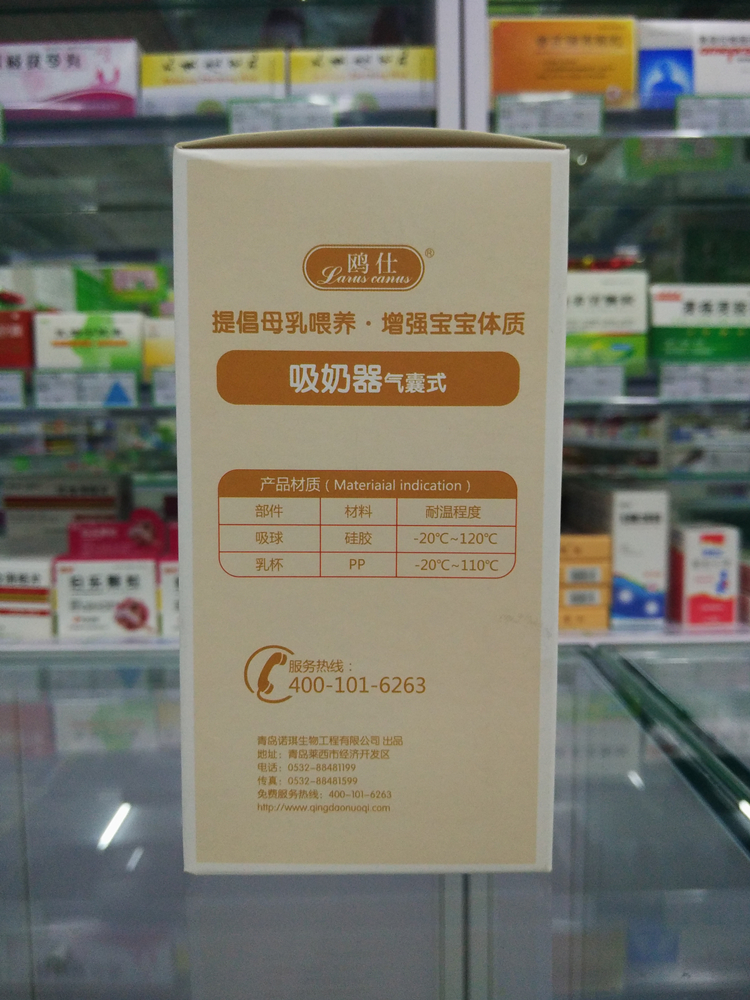 鸥仕®
Larus canus
提倡母乳喂养·增强宝宝体质
吸奶器气囊式
产品材质（Materiaial indication）
部件 材料 耐温程度
吸球 硅胶 -20℃~120℃
乳杯 PP -20℃~110℃
服务热线：
400-101-6263
青岛诺琪生物工程有限公司 出品
地址：青岛莱西市经济开发区
电话：0532-88481199
传真：0532-88481599
免费服务热线：400-101-6263
http://www.qingdaonuoqi.com